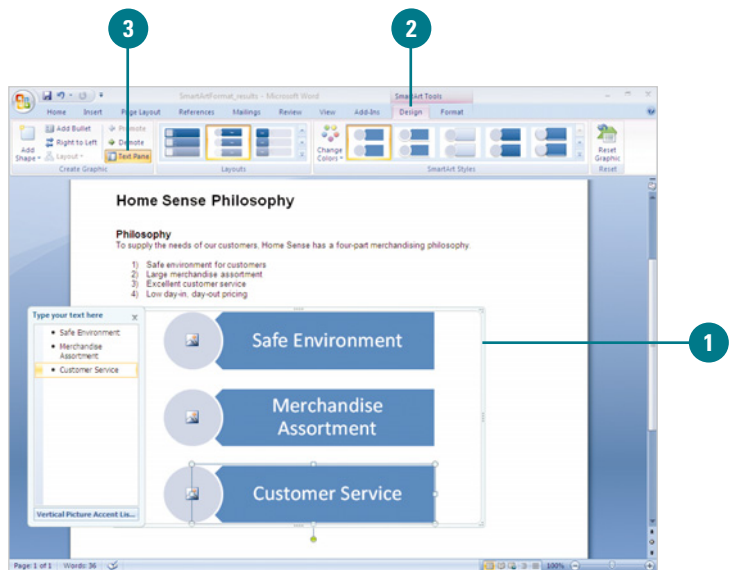 3
2
SmartArtFormat_results - Microsoft Word
SmartArt Tools
Home Insert Page Layout References Mailings Review View Add-Ins Design Format
Add Shape
Add Bullet
Right to Left
Layout
Promote
Demote
Text Pane
Create Graphic
Layouts
Change Colors
SmartArt Styles
Reset Graphic
Reset
Home Sense Philosophy
Philosophy
To supply the needs of our customers, Home Sense has a four-part merchandising philosophy.
1) Safe environment for customers
2) Large merchandise assortment
3) Excellent customer service
4) Low day-in, day-out pricing
Type your text here X
• Safe Environment
• Merchandise
Assortment
• Customer Service
Vertical Picture Accent Lis...
Safe Environment
1
Merchandise
Assortment
Customer Service
Page: 1 of 1 Words: 36
100%